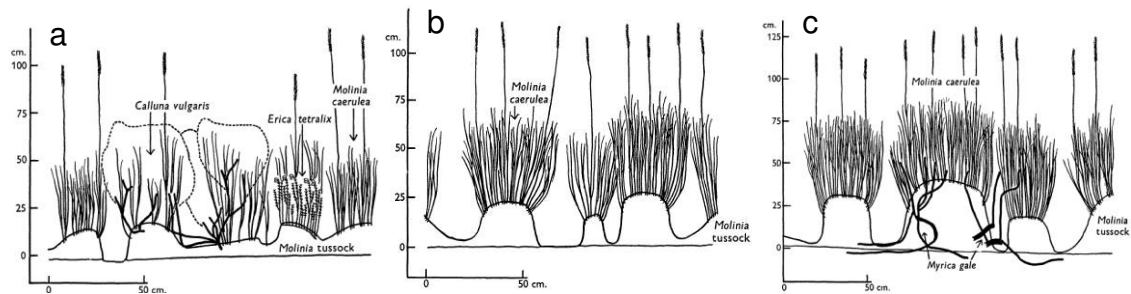 a
cm.
100
75
50
25
0
Calluna vulgaris
Erica tetralix
Molinia
caerulea
Molinia tussock
0
50 cm.
b
cm.
100
75
50
25
0
Molinia
caerulea
Molinia
tussock
0
50 cm.
c
cm.
125
100
75
50
25
0
Molinia caerulea
Molinia
tussock
Myrica gale
0
50 cm.